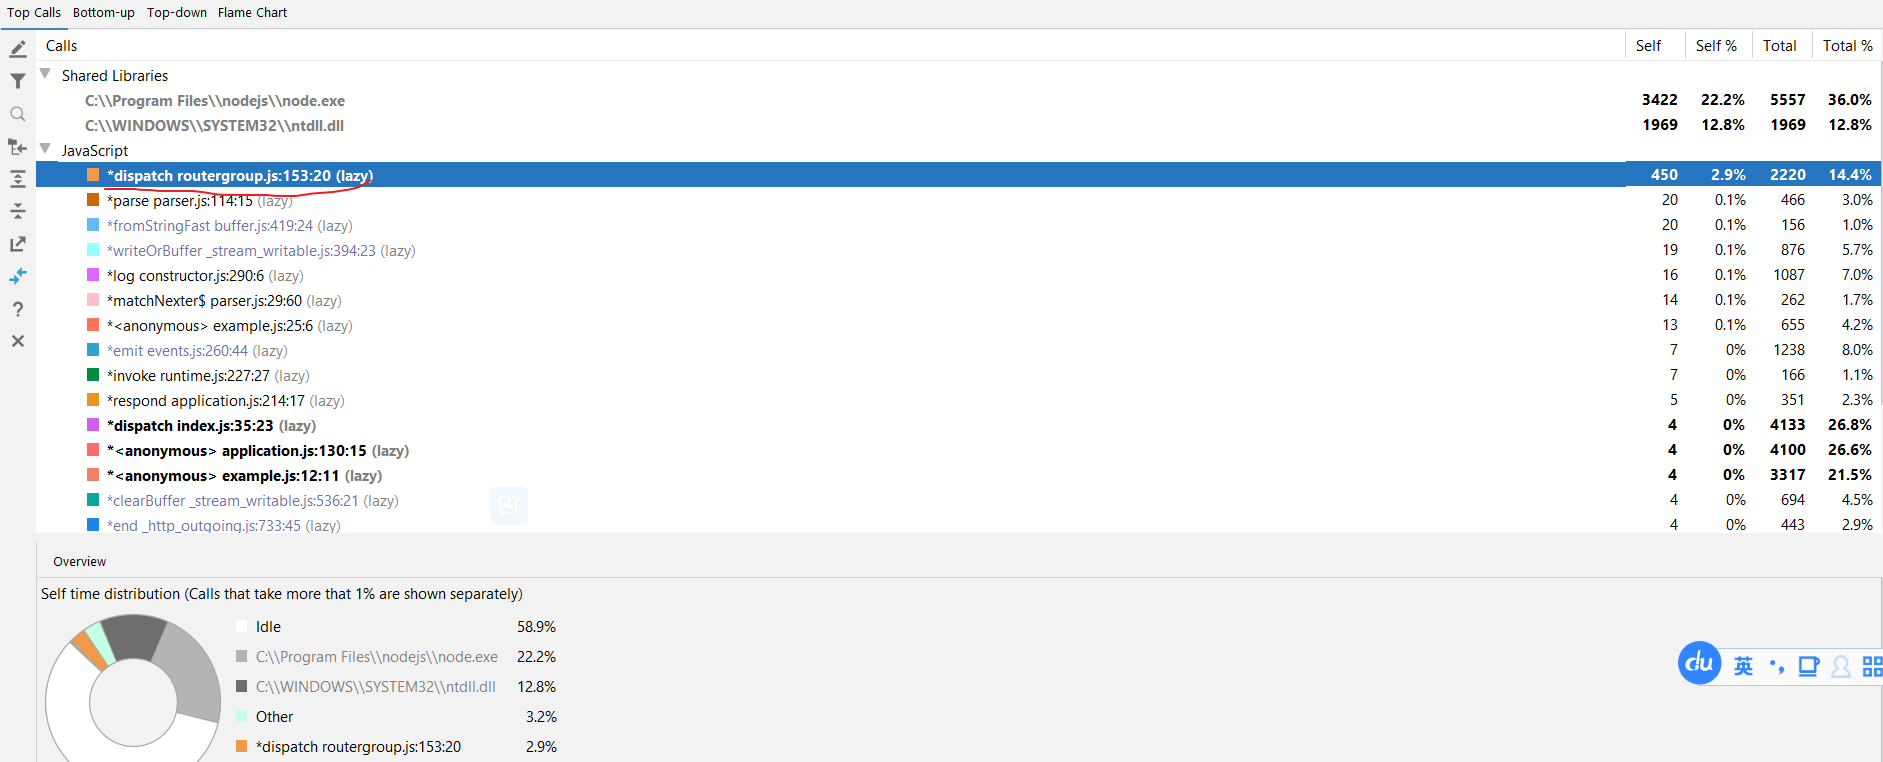 Top Calls Bottom-up Top-down Flame Chart
Calls Self Self % Total Total %
Shared Libraries
C:\\Program Files\\nodejs\\node.exe 3422 22.2% 5557 36.0%
C:\\WINDOWS\\SYSTEM32\\ntdll.dll 1969 12.8% 1969 12.8%
JavaScript
*dispatch routergroup.js:153:20 (lazy) 450 2.9% 2220 14.4%
*parse parser.js:114:15 (lazy) 20 0.1% 466 3.0%
*fromStringFast buffer.js:419:24 (lazy) 20 0.1% 156 1.0%
*writeOrBuffer _stream_writable.js:394:23 (lazy) 19 0.1% 876 5.7%
*log constructor.js:290:6 (lazy) 16 0.1% 1087 7.0%
*matchNexter$ parser.js:29:60 (lazy) 14 0.1% 262 1.7%
*<anonymous> example.js:25:6 (lazy) 13 0.1% 655 4.2%
*emit events.js:260:44 (lazy) 7 0% 1238 8.0%
*invoke runtime.js:227:27 (lazy) 7 0% 166 1.1%
*respond application.js:214:17 (lazy) 5 0% 351 2.3%
*dispatch index.js:35:23 (lazy) 4 0% 4133 26.8%
*<anonymous> application.js:130:15 (lazy) 4 0% 4100 26.6%
*<anonymous> example.js:12:11 (lazy) 4 0% 3317 21.5%
*clearBuffer _stream_writable.js:536:21 (lazy) 4 0% 694 4.5%
*end _http_outgoing.js:733:45 (lazy) 4 0% 443 2.9%
Overview
Self time distribution (Calls that take more that 1% are shown separately)
Idle 58.9%
C:\\Program Files\\nodejs\\node.exe 22.2%
C:\\WINDOWS\\SYSTEM32\\ntdll.dll 12.8%
Other 3.2%
*dispatch routergroup.js:153:20 2.9%
du 英